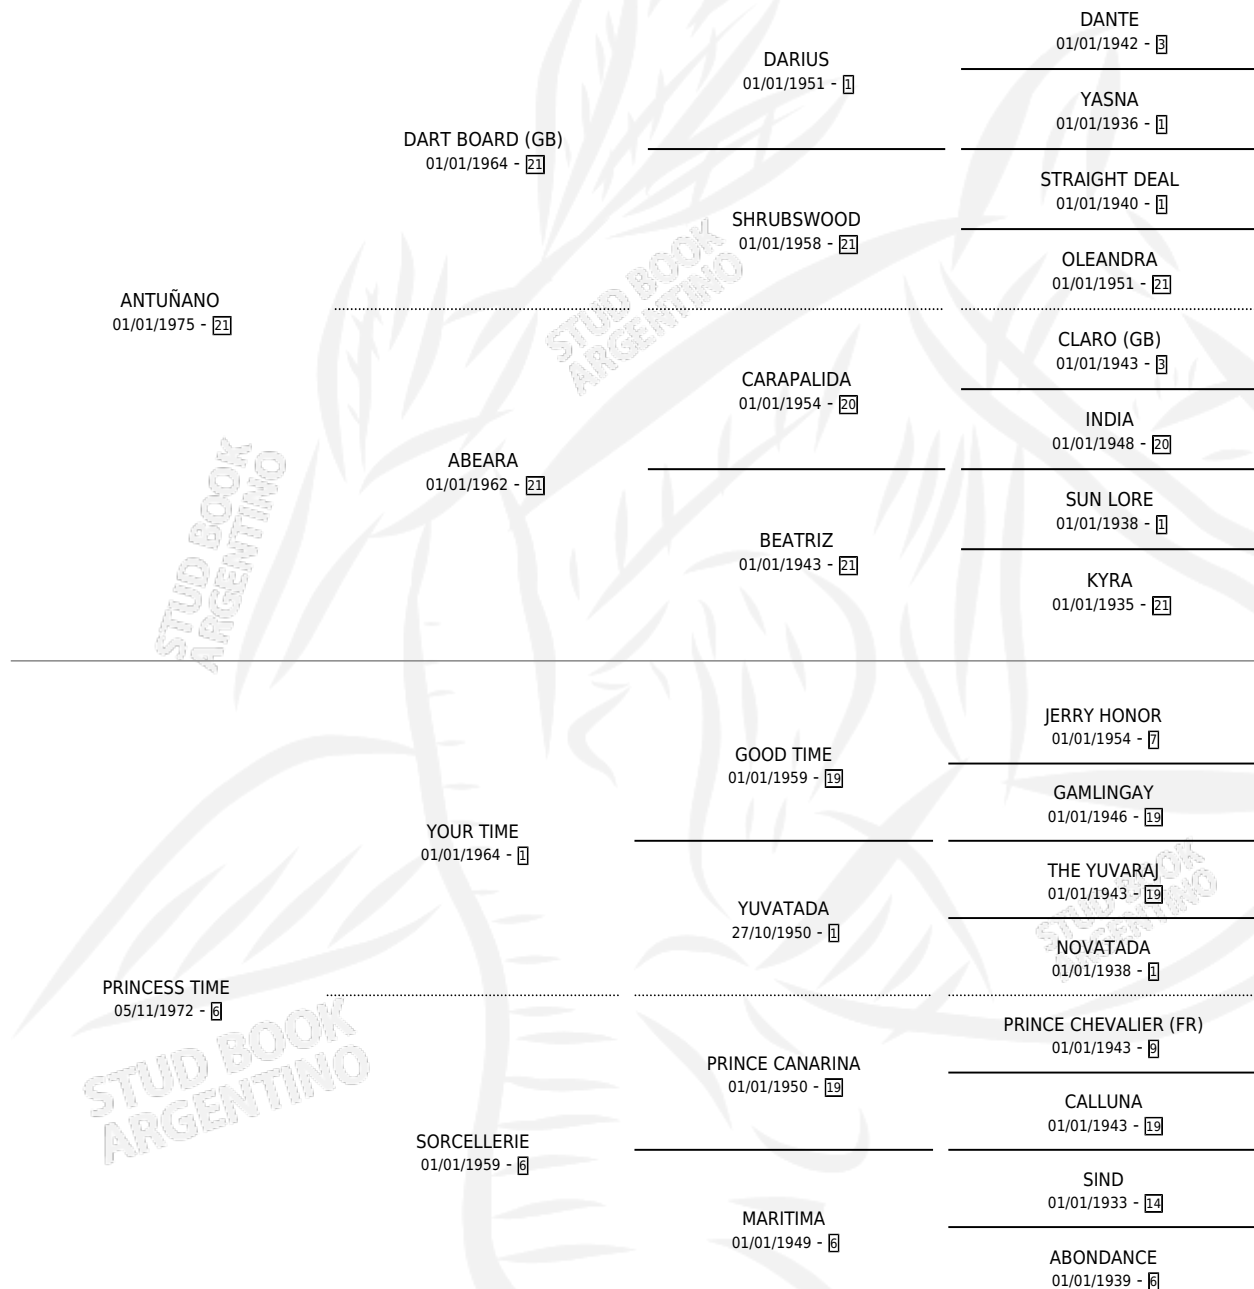 DANTE
01/01/1942 - 3
DARIUS
01/01/1951 - 1
YASNA
01/01/1936 - 1
DART BOARD (GB)
01/01/1964 - 21
STRAIGHT DEAL
01/01/1940 - 1
SHRUBSWOOD
01/01/1958 - 21
OLEANDRA
01/01/1951 - 21
ANTUÑANO
01/01/1975 - 21
CLARO (GB)
01/01/1943 - 3
CARAPALIDA
01/01/1954 - 20
INDIA
01/01/1948 - 20
ABEARA
01/01/1962 - 21
SUN LORE
01/01/1938 - 1
BEATRIZ
01/01/1943 - 21
KYRA
01/01/1935 - 21
JERRY HONOR
01/01/1954 - 7
GOOD TIME
01/01/1959 - 19
GAMLINGAY
01/01/1946 - 19
YOUR TIME
01/01/1964 - 1
THE YUVARAJ
01/01/1943 - 19
YUVATADA
27/10/1950 - 1
NOVATADA
01/01/1938 - 1
PRINCESS TIME
05/11/1972 - 6
PRINCE CHEVALIER (FR)
01/01/1943 - 9
PRINCE CANARINA
01/01/1950 - 19
CALLUNA
01/01/1943 - 19
SORCELLERIE
01/01/1959 - 6
SIND
01/01/1933 - 14
MARITIMA
01/01/1949 - 6
ABONDANCE
01/01/1939 - 6
STUD BOOK
ARGENTINO
STUD BOOK
ARGENTINO
STUD BOOK
ARGENTINO
STUD BOOK
ARGENTINO